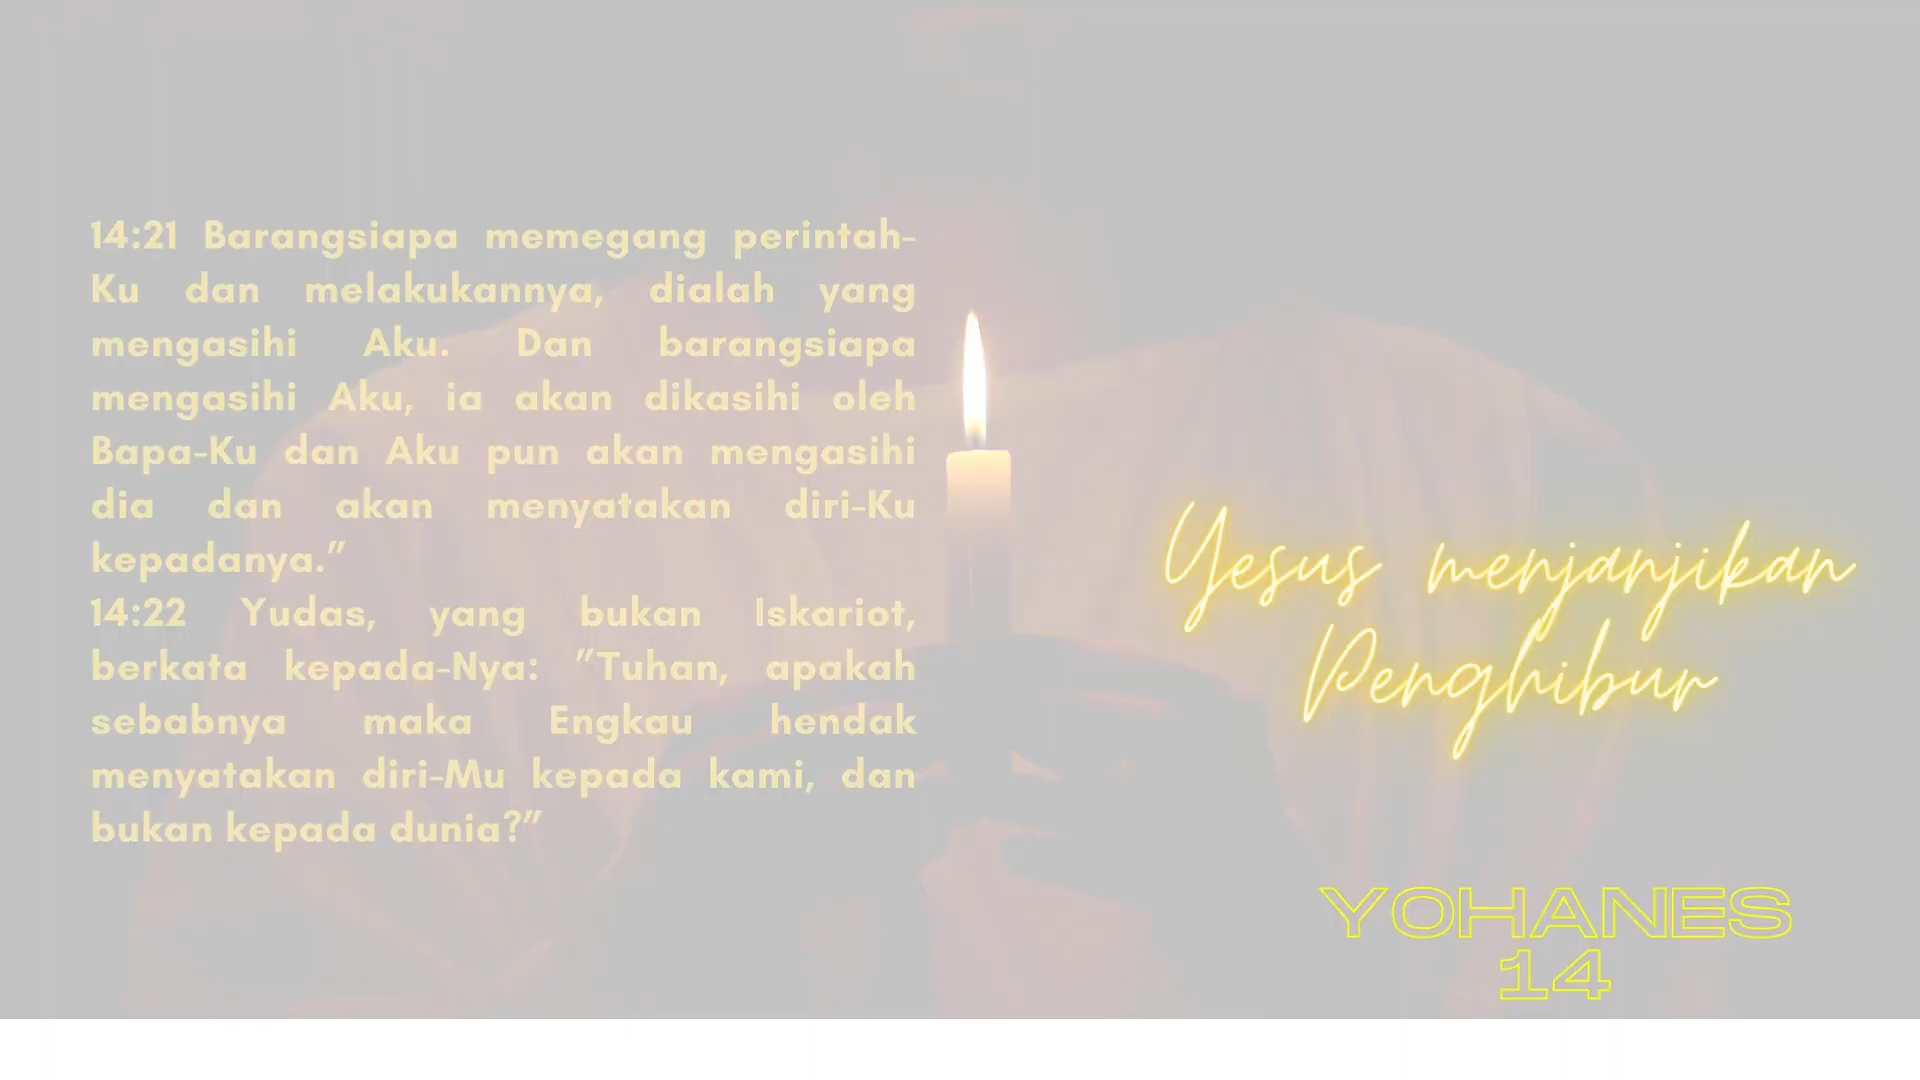 14:21 Barangsiapa memegang perintah-
Ku dan melakukannya, dialah yang
mengasihi Aku. Dan barangsiapa
mengasihi Aku, ia akan dikasihi oleh
Bapa-Ku dan Aku pun akan mengasihi
dia dan akan menyatakan diri-Ku
kepadanya."
14:22 Yudas, yang bukan Iskariot,
berkata kepada-Nya: "Tuhan, apakah
sebabnya maka Engkau hendak
menyatakan diri-Mu kepada kami, dan
bukan kepada dunia?"
Yesus menjanjikan
Penghibur
YOHANES
14